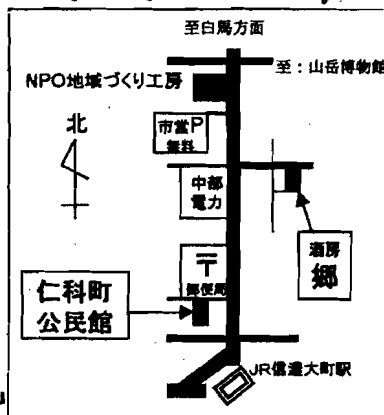 至白馬方面
至：山岳博物館
NPO地域づくり工房
北
市営P
無料
中部
電力
酒房
郷
〒
郵便局
仁科町
公民館
JR信濃大町駅